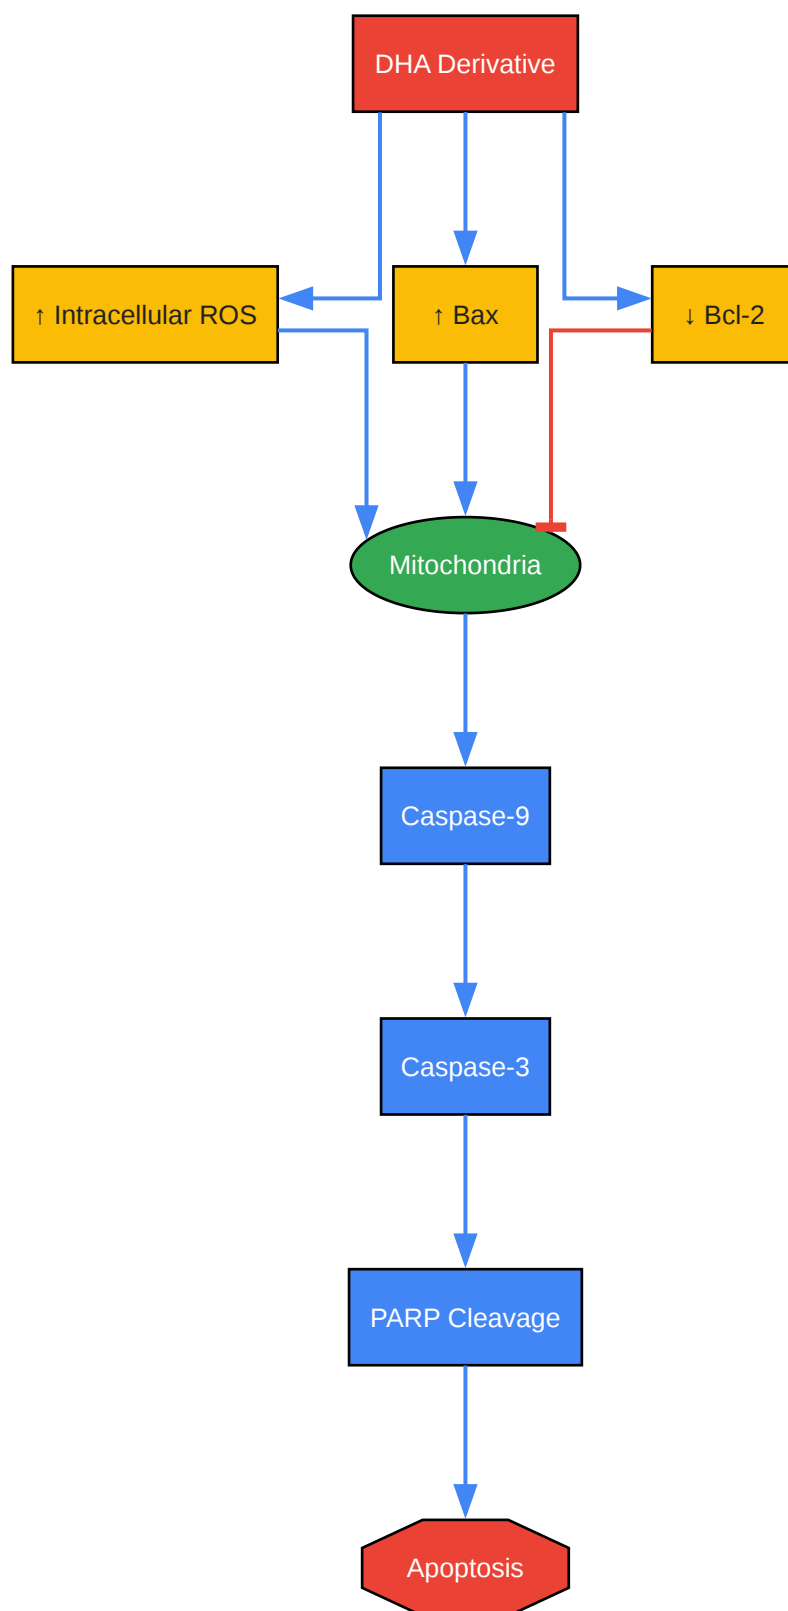 DHA Derivative
↑ Intracellular ROS
↑ Bax
↓ Bcl-2
Mitochondria
Caspase-9
Caspase-3
PARP Cleavage
Apoptosis